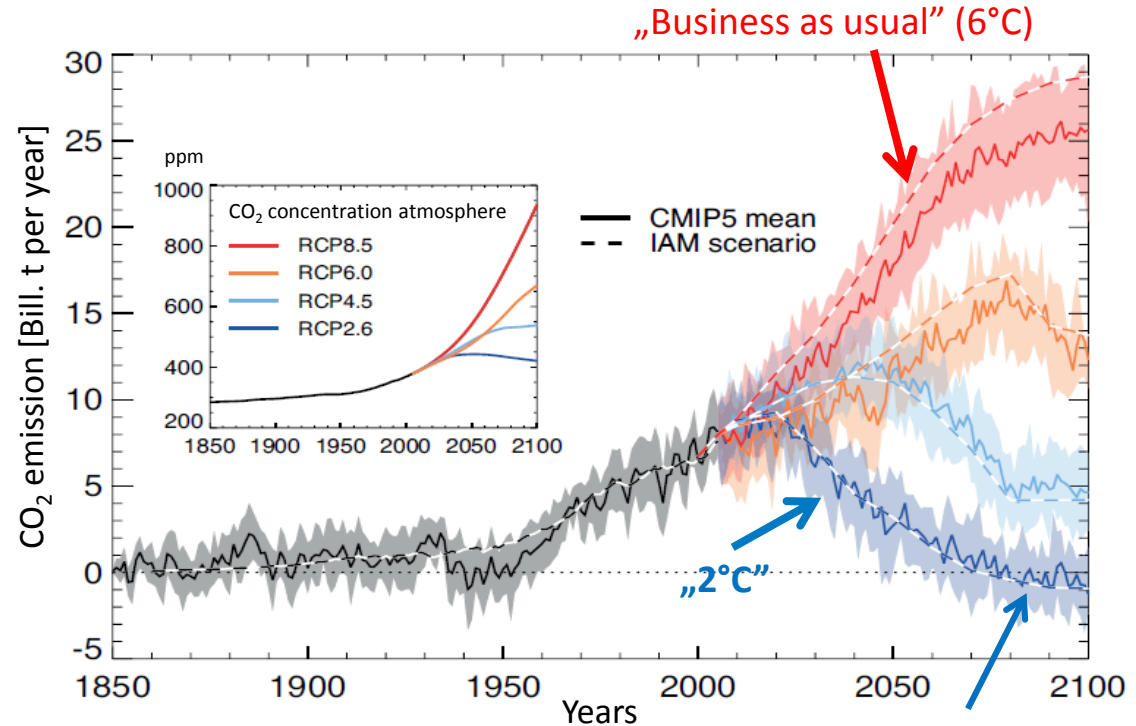 „Business as usual” (6°C)
30
25
20
15
10
5
0
-5
CO₂ emission [Bill. t per year]
ppm
1000
800
600
400
200
CO₂ concentration atmosphere
RCP8.5
RCP6.0
RCP4.5
RCP2.6
1850 1900 1950 2000 2050 2100
CMIP5 mean
IAM scenario
„2°C”
1850 1900 1950 2000 2050 2100
Years